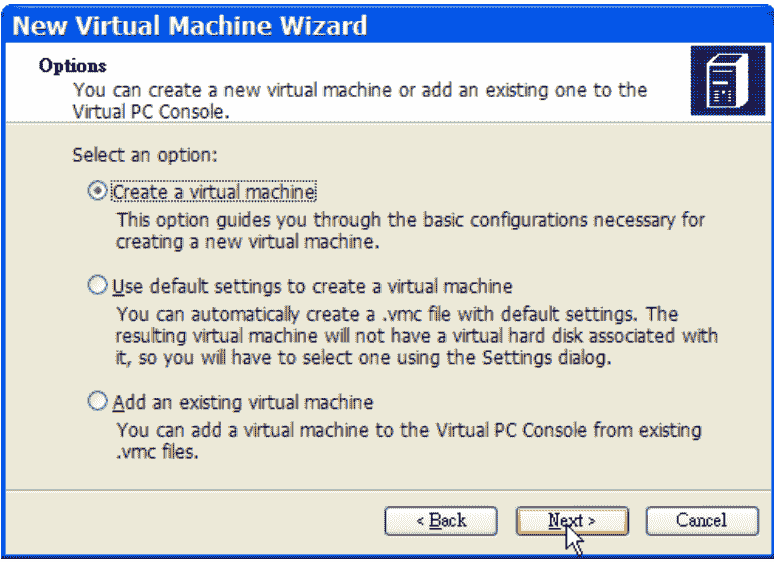 New Virtual Machine Wizard
Options
You can create a new virtual machine or add an existing one to the
Virtual PC Console.
Select an option:
Create a virtual machine
This option guides you through the basic configurations necessary for
creating a new virtual machine.
Use default settings to create a virtual machine
You can automatically create a .vmc file with default settings. The
resulting virtual machine will not have a virtual hard disk associated with
it, so you will have to select one using the Settings dialog.
Add an existing virtual machine
You can add a virtual machine to the Virtual PC Console from existing
.vmc files.
< Back Next > Cancel